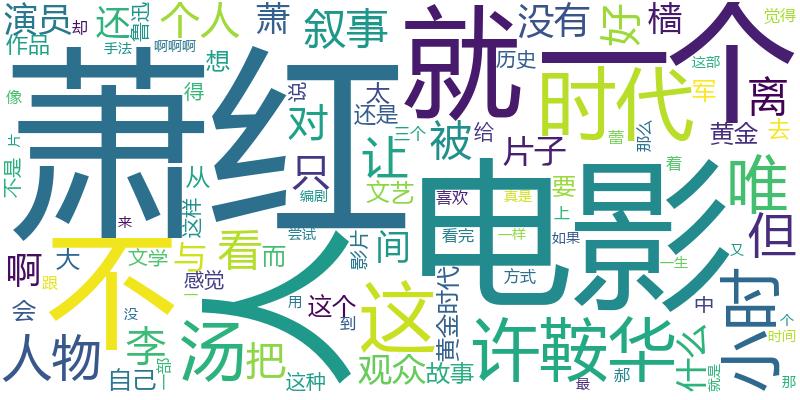 演员
却
还
鲁迅
个人
萧
叙事
就
一个
没有
好
樯
觉得
作品
手法
啊啊啊
想
历史
这部
萧红
像
得
说
太
还是
时代
军
离
片
不是
从
对
只
三个
被
给
片子
蕾
那么
黄金
去
让
文艺
喜欢
真是
要
着
唯
这样
编剧
电影
上
但
不
人
来
尝试
影片
间
看完
一样
如果
一生
又
啊
大
文学
与
看
而
感觉
黄金时代
方式
小时
会
跟
一
没
用
这个
到
这
许鞍华
什么
中
个
时间
人物
李
汤
把
观众
故事
自己
这种
最
郝
就是
那